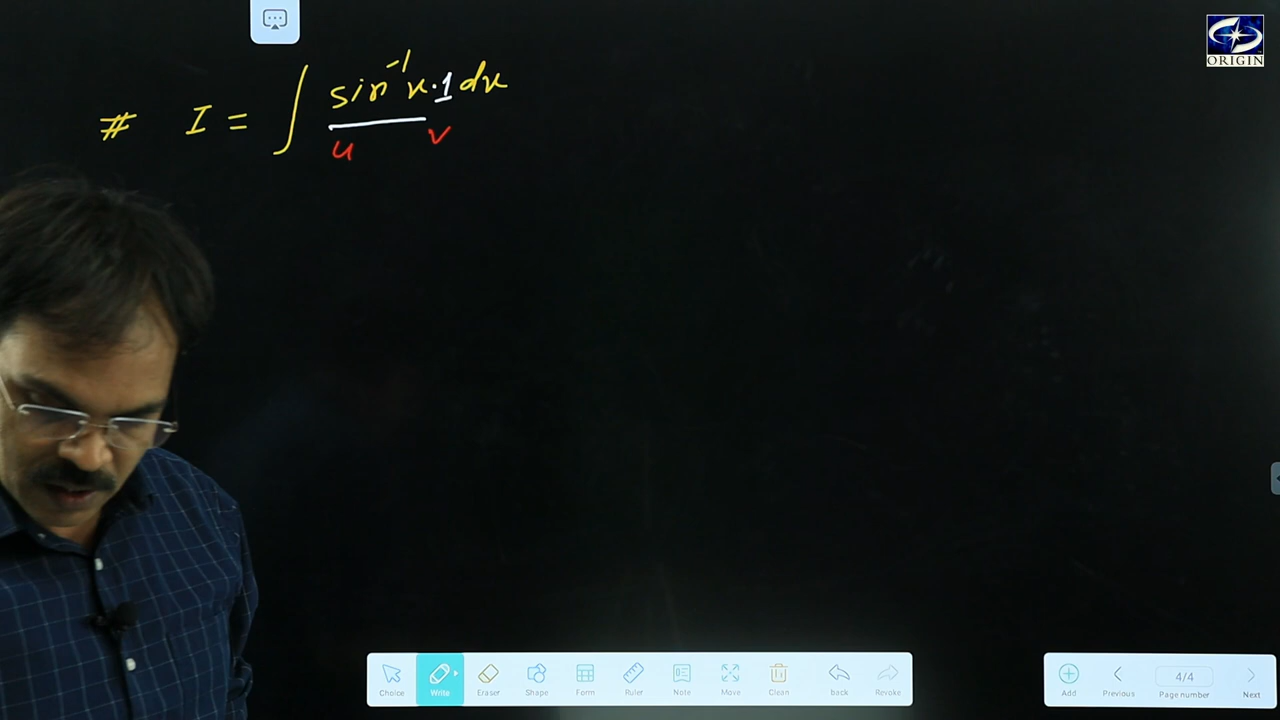 ORIGIN
# I = ∫ sin⁻¹x·1 dx
u v
Choice Write Eraser Shape Form Ruler Note Move Clean back Revoke
Add Previous 4/4 Page number Next